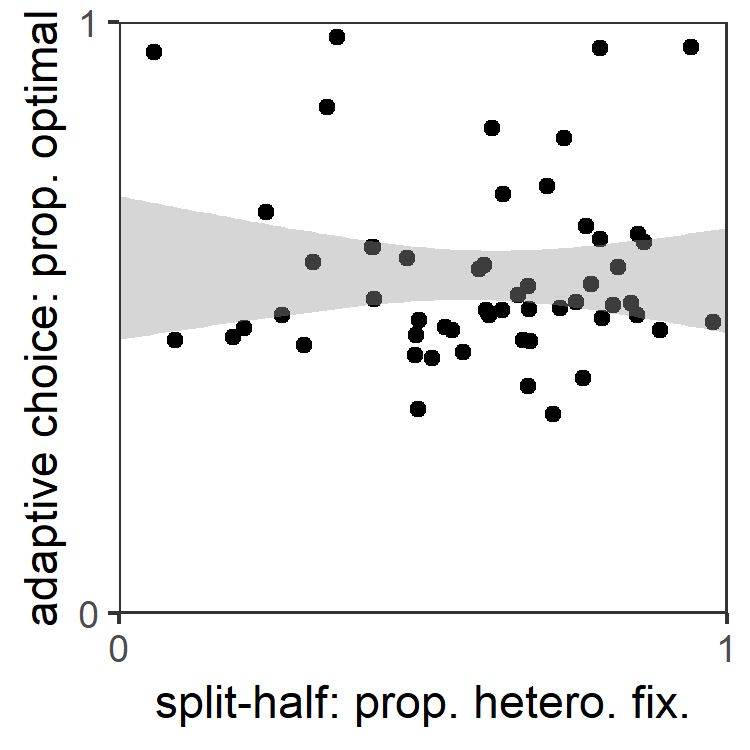 adaptive choice: prop. optimal
1
0
0
1
split-half: prop. hetero. fix.